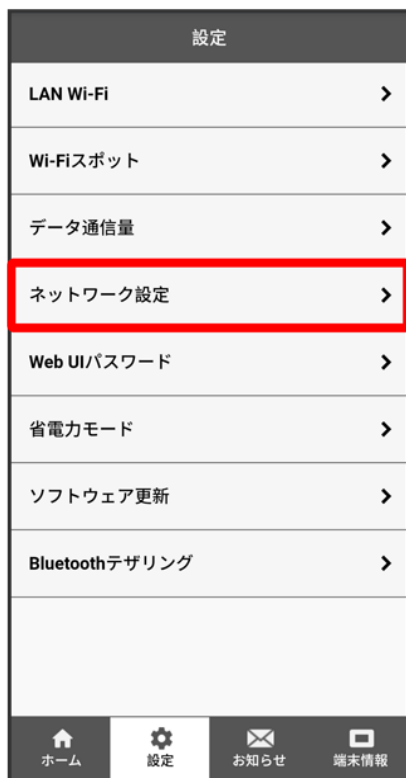 設定
LAN Wi-Fi
Wi-Fiスポット
データ通信量
ネットワーク設定
Web UIパスワード
省電力モード
ソフトウェア更新
Bluetoothテザリング
ホーム 設定 お知らせ 端末情報